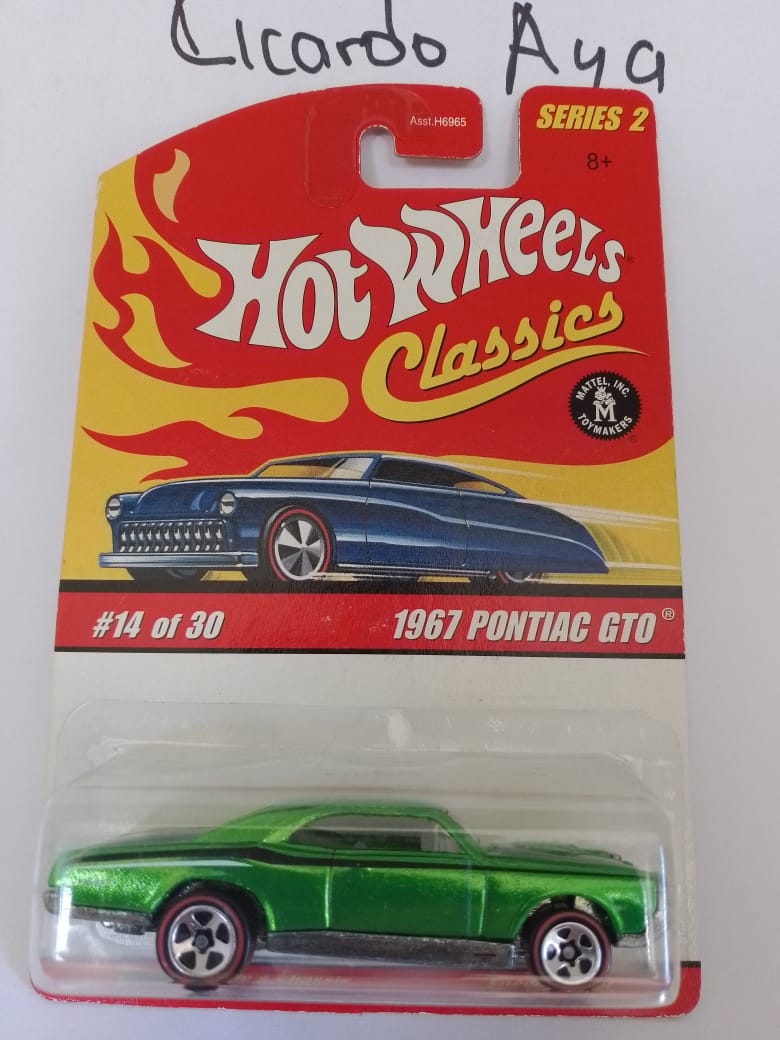 Cicardo Aya
Asst.H6965
SERIES 2
8+
HOT WHEELS®
Classics
MATTEL, INC.
M
TOYMAKERS
®
#14 of 30
1967 PONTIAC GTO®